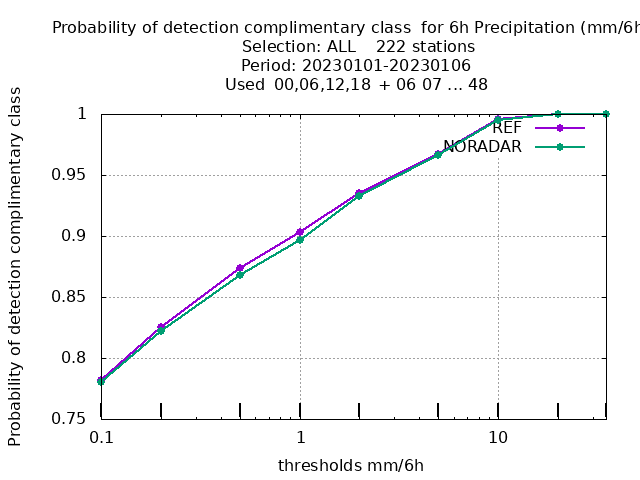 Probability of detection complimentary class  for 6h Precipitation (mm/6h
Selection: ALL    222 stations
Period: 20230101-20230106
Used  00,06,12,18  + 06 07 ... 48
Probability of detection complimentary class
1
0.95
0.9
0.85
0.8
0.75
REF
NORADAR
0.1
1
10
thresholds mm/6h